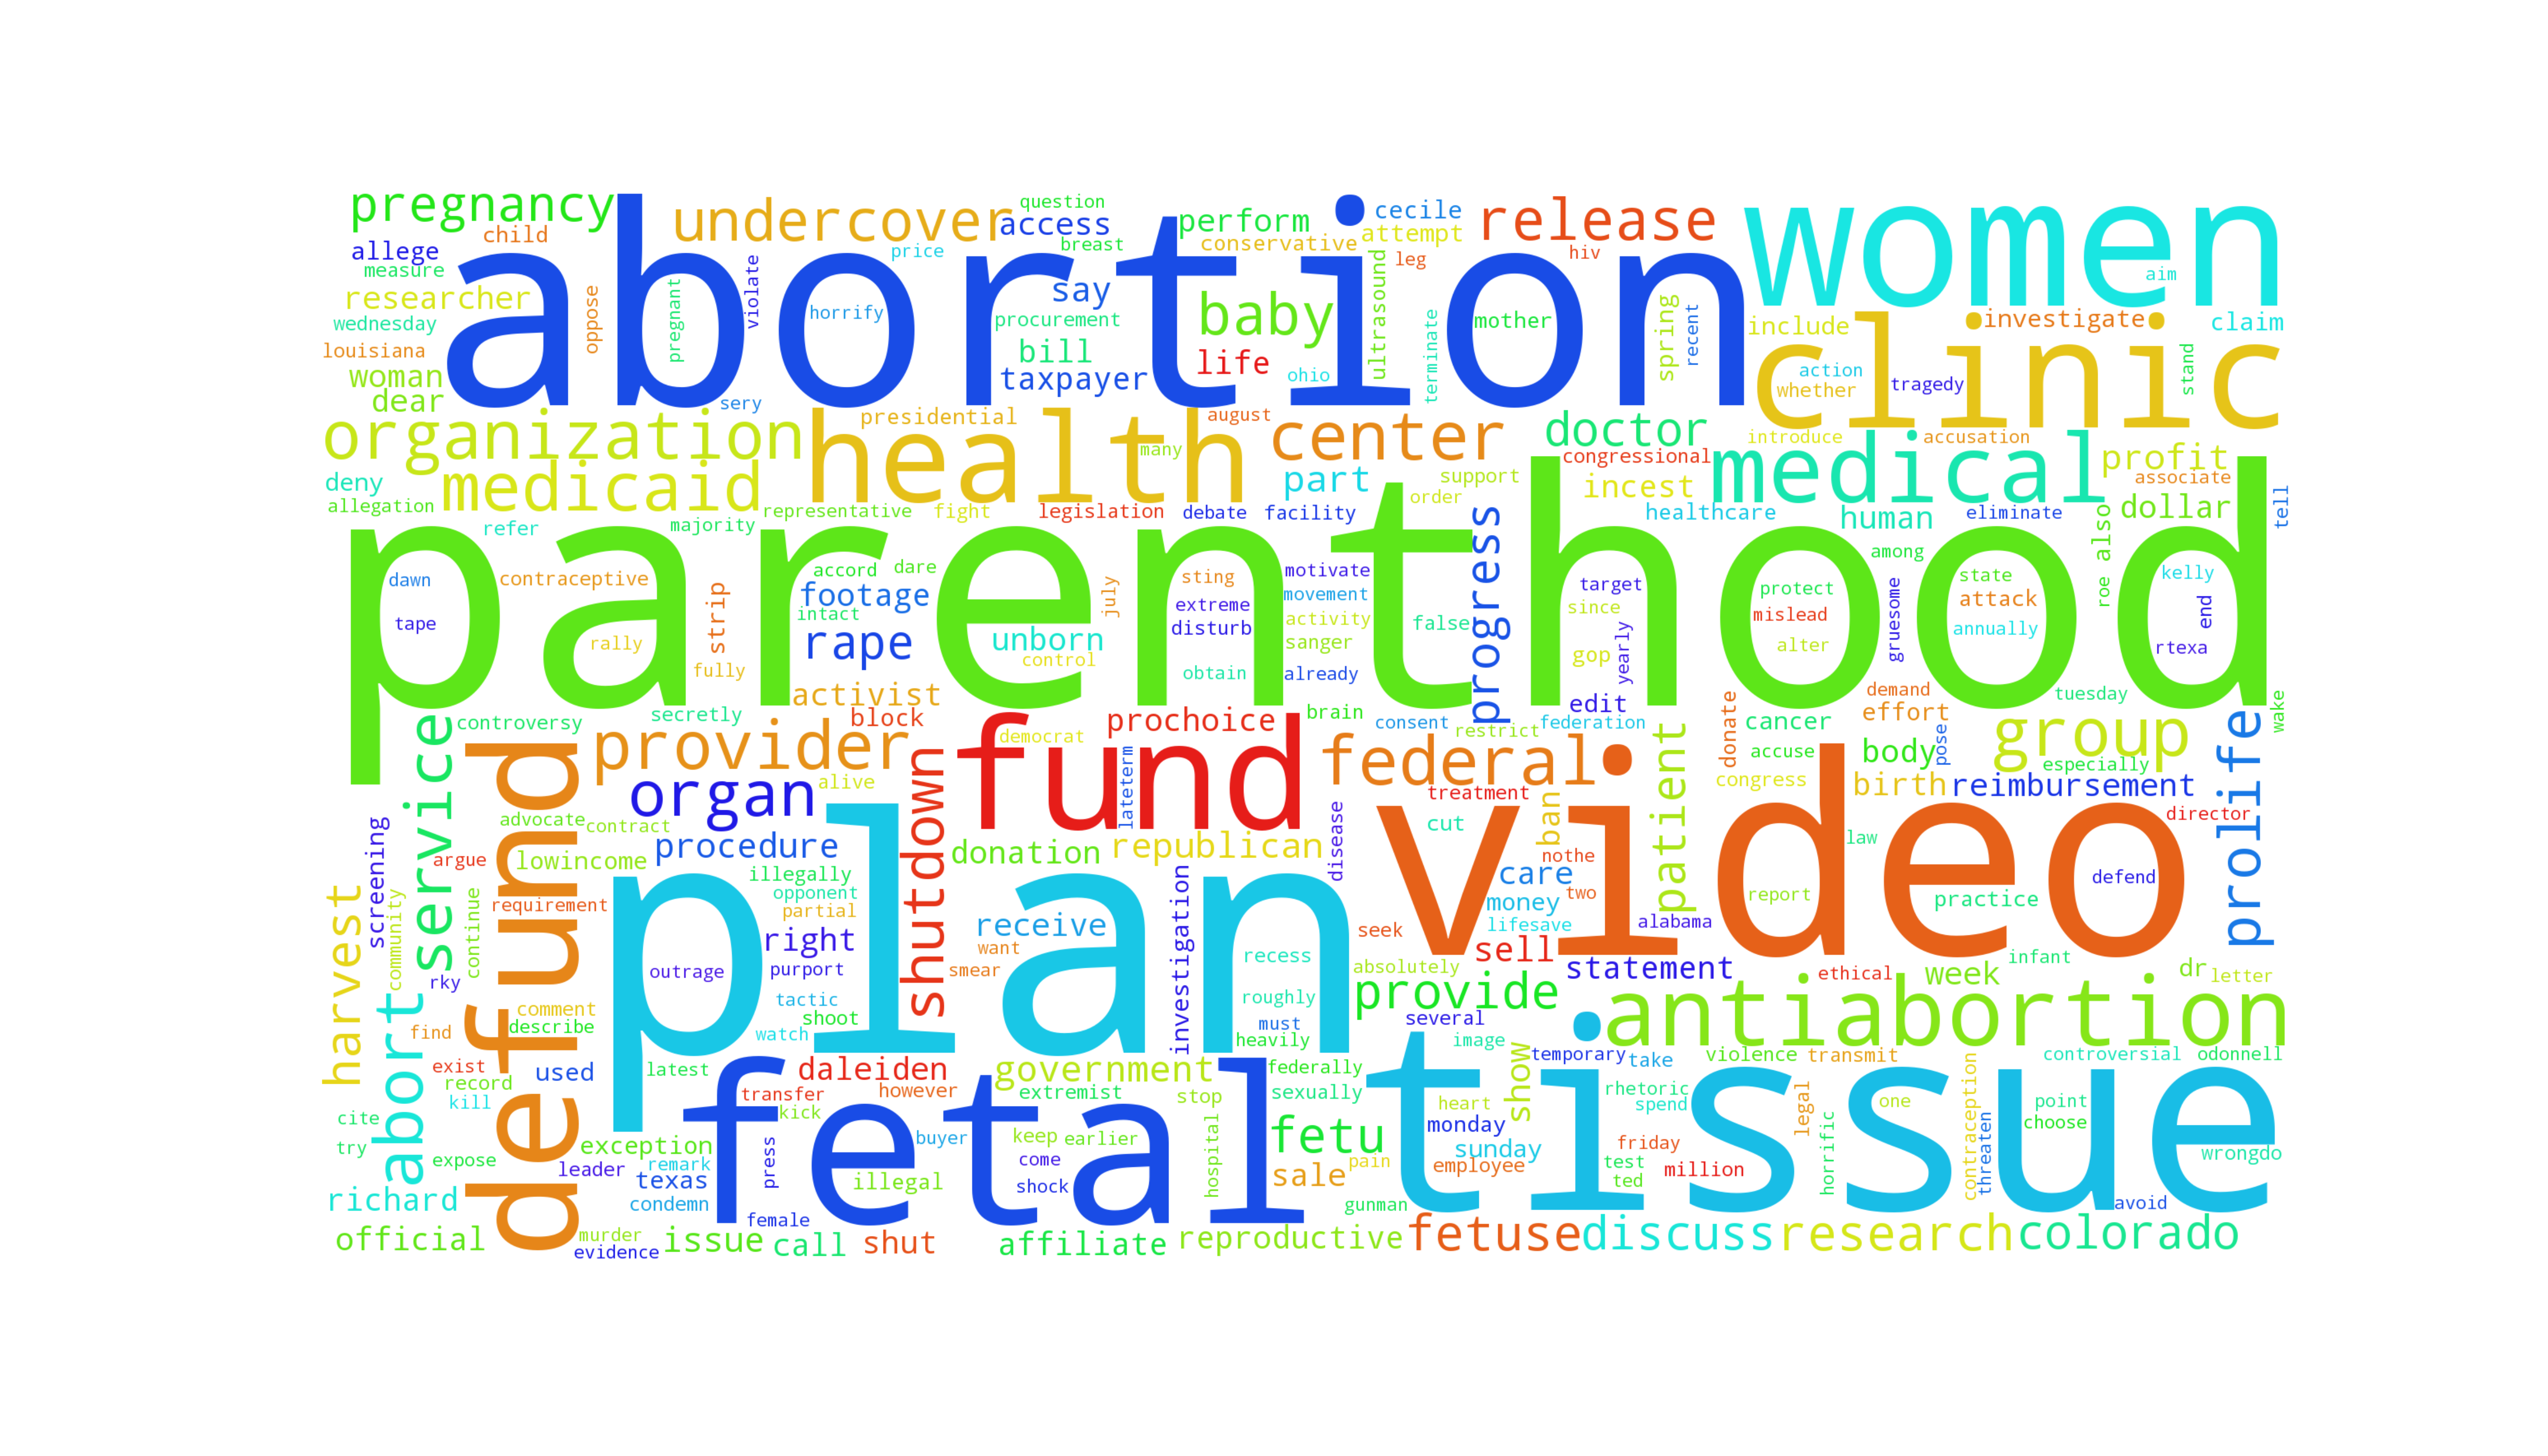 pregnancy
undercover
question
access
perform
cecile
release
women
child
allege
measure
breast
conservative
attempt
price
leg
hiv
aim
abortion
researcher
oppose
pregnant
violate
horrify
say
procurement
baby
ultrasound
mother
spring
recent
include
investigate
claim
wednesday
louisiana
bill
life
ohio
terminate
clinic
action
whether
tragedy
stand
woman
dear
taxpayer
sery
presidential
august
organization
health
center
doctor
introduce
accusation
many
congressional
medical
profit
medicaid
part
support
incest
associate
deny
allegation
order
dollar
tell
representative
fight
legislation
debate
facility
progress
healthcare
human
eliminate
refer
majority
also
among
parenthood
dawn
contraceptive
accord
dare
sting
motivate
target
protect
state
kelly
strip
footage
july
movement
since
roe
attack
end
intact
extreme
activity
false
mislead
gruesome
tape
rally
rape
unborn
disturb
sanger
yearly
annually
alter
rtexa
fully
control
obtain
already
gop
activist
edit
demand
tuesday
controversy
secretly
block
prochoice
brain
consent
restrict
federation
donate
cancer
effort
group
prolife
wake
service
defund
provider
democrat
fund
federal
patient
accuse
body
pose
especially
organ
alive
shutdown
lateterm
treatment
ban
congress
birth
reimbursement
director
video
advocate
contract
disease
cut
law
screening
argue
lowincome
procedure
donation
republican
nothe
care
plan
illegally
opponent
two
report
practice
defend
harvest
community
continue
requirement
partial
receive
investigation
money
lifesave
alabama
right
want
recess
seek
sell
infant
rky
outrage
purport
smear
absolutely
statement
ethical
week
dr
letter
abort
comment
tactic
roughly
provide
antiabortion
find
describe
shoot
watch
must
several
heavily
image
show
exist
record
used
latest
daleiden
government
federally
temporary
take
violence
transmit
controversial
odonnell
kill
transfer
however
extremist
stop
sexually
heart
rhetoric
spend
legal
one
contraception
point
cite
kick
fetal
tissue
try
exception
press
buyer
keep
earlier
hospital
fetu
monday
choose
expose
leader
remark
come
pain
sunday
friday
horrific
threaten
wrongdo
richard
texas
illegal
shock
sale
employee
test
million
ted
condemn
gunman
avoid
female
official
murder
evidence
issue
call
shut
affiliate
reproductive
fetuse
discuss
research
colorado